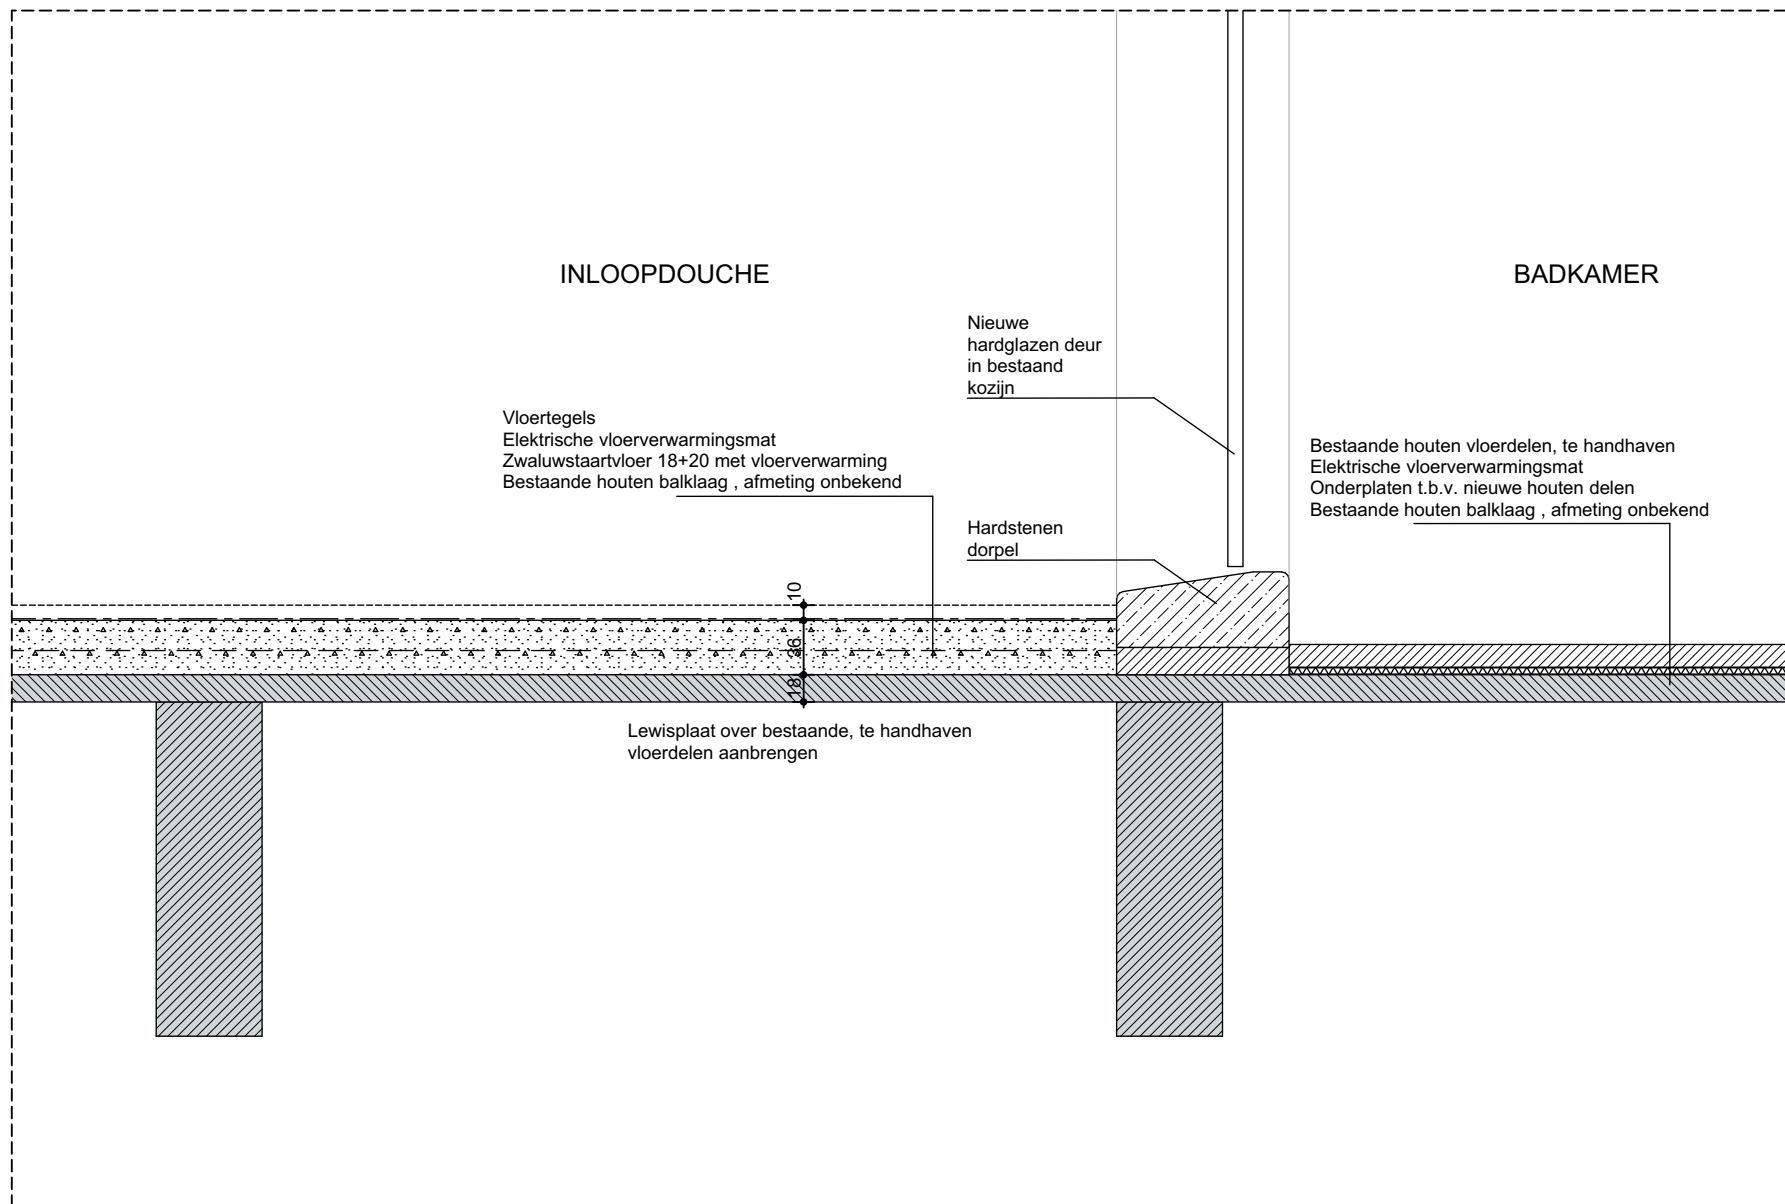 INLOOPDOUCHE
BADKAMER
Nieuwe
hardglazen deur
in bestaand
kozijn
Vloertegels
Elektrische vloerverwarmingsmat
Zwaluwstaartvloer 18+20 met vloerverwarming
Bestaande houten balklaag , afmeting onbekend
Bestaande houten vloerdelen, te handhaven
Elektrische vloerverwarmingsmat
Onderplaten t.b.v. nieuwe houten delen
Bestaande houten balklaag , afmeting onbekend
Hardstenen
dorpel
10
36
18
Lewisplaat over bestaande, te handhaven
vloerdelen aanbrengen